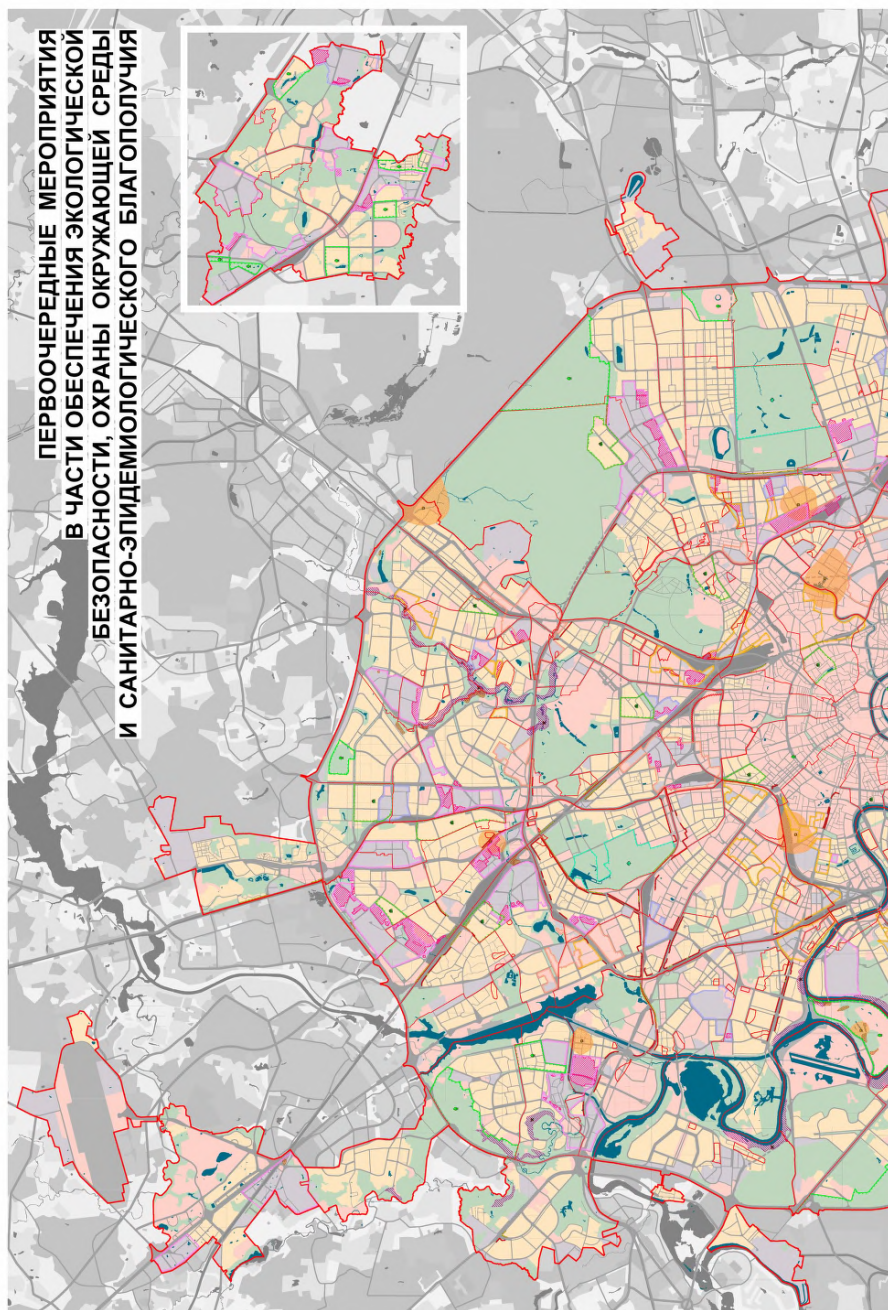 ПЕРВООЧЕРЕДНЫЕ МЕРОПРИЯТИЯ
В ЧАСТИ ОБЕСПЕЧЕНИЯ ЭКОЛОГИЧЕСКОЙ
БЕЗОПАСНОСТИ, ОХРАНЫ ОКРУЖАЮЩЕЙ СРЕДЫ
И САНИТАРНО-ЭПИДЕМИОЛОГИЧЕСКОГО БЛАГОПОЛУЧИЯ